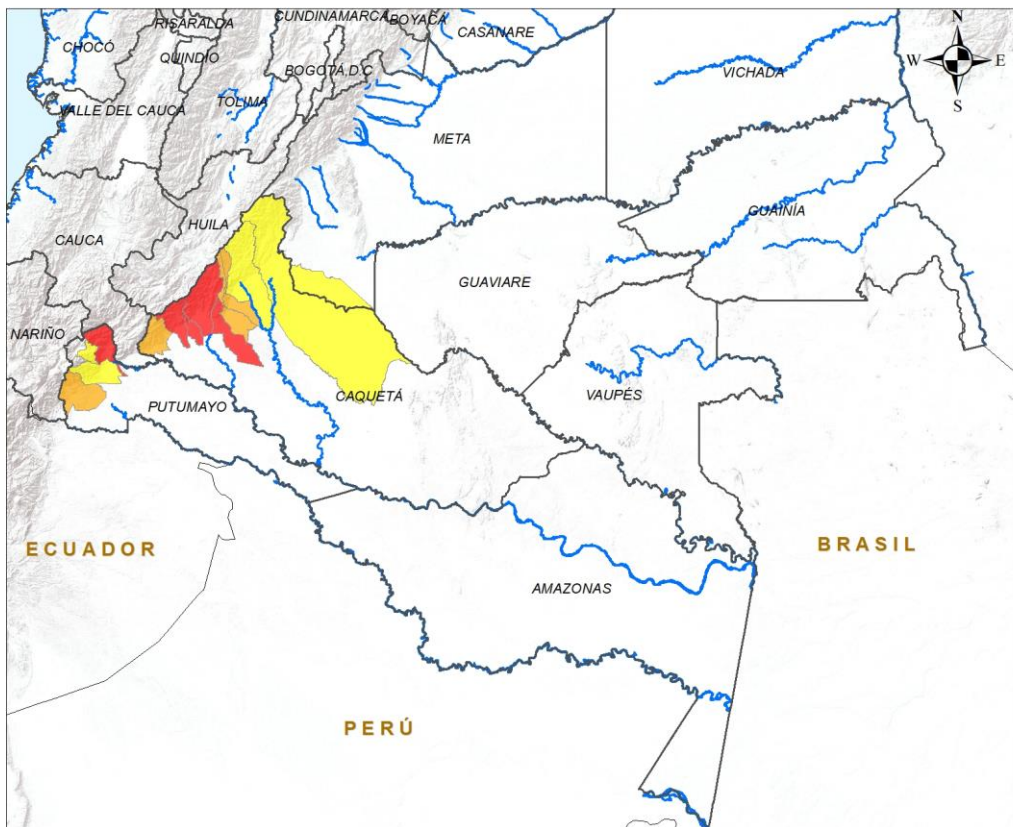 CUNDINAMARCA
BOYACÁ
RISARALDA
CASANARE
N
CHOCÓ
QUINDÍO
BOGOTÁ,D.C
VICHADA
W
E
TOLIMA
S
VALLE DEL CAUCA
META
GUAINÍA
HUILA
CAUCA
GUAVIARE
NARIÑO
CAQUETÁ
VAUPÉS
PUTUMAYO
ECUADOR
BRASIL
AMAZONAS
PERÚ